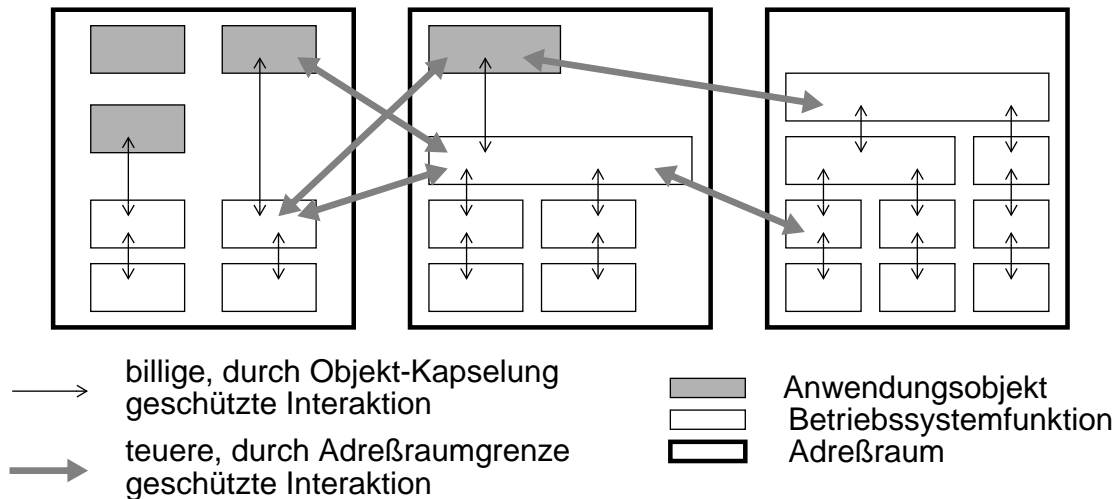 billige, durch Objekt-Kapselung
geschützte Interaktion
teuere, durch Adreßraumgrenze
geschützte Interaktion
Anwendungsobjekt
Betriebssystemfunktion
Adreßraum